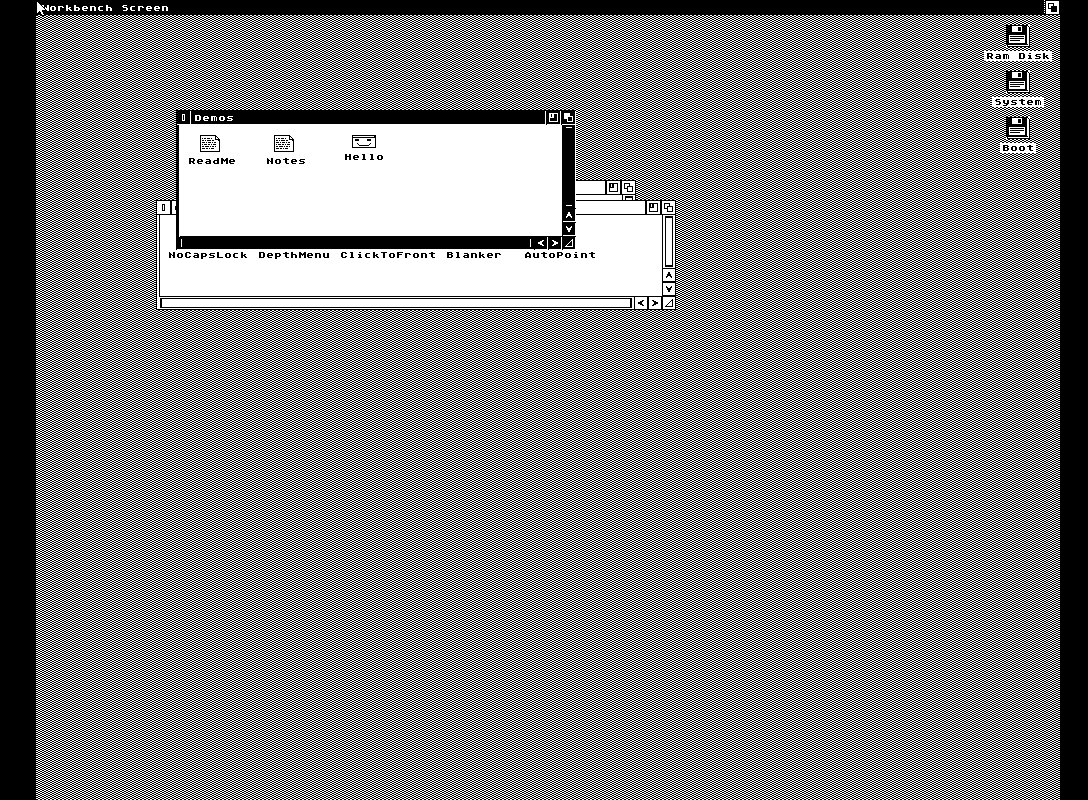 Workbench Screen
Ram Disk
System
Boot
Demos
ReadMe Notes Hello
NoCapsLock DepthMenu ClickToFront Blanker AutoPoint